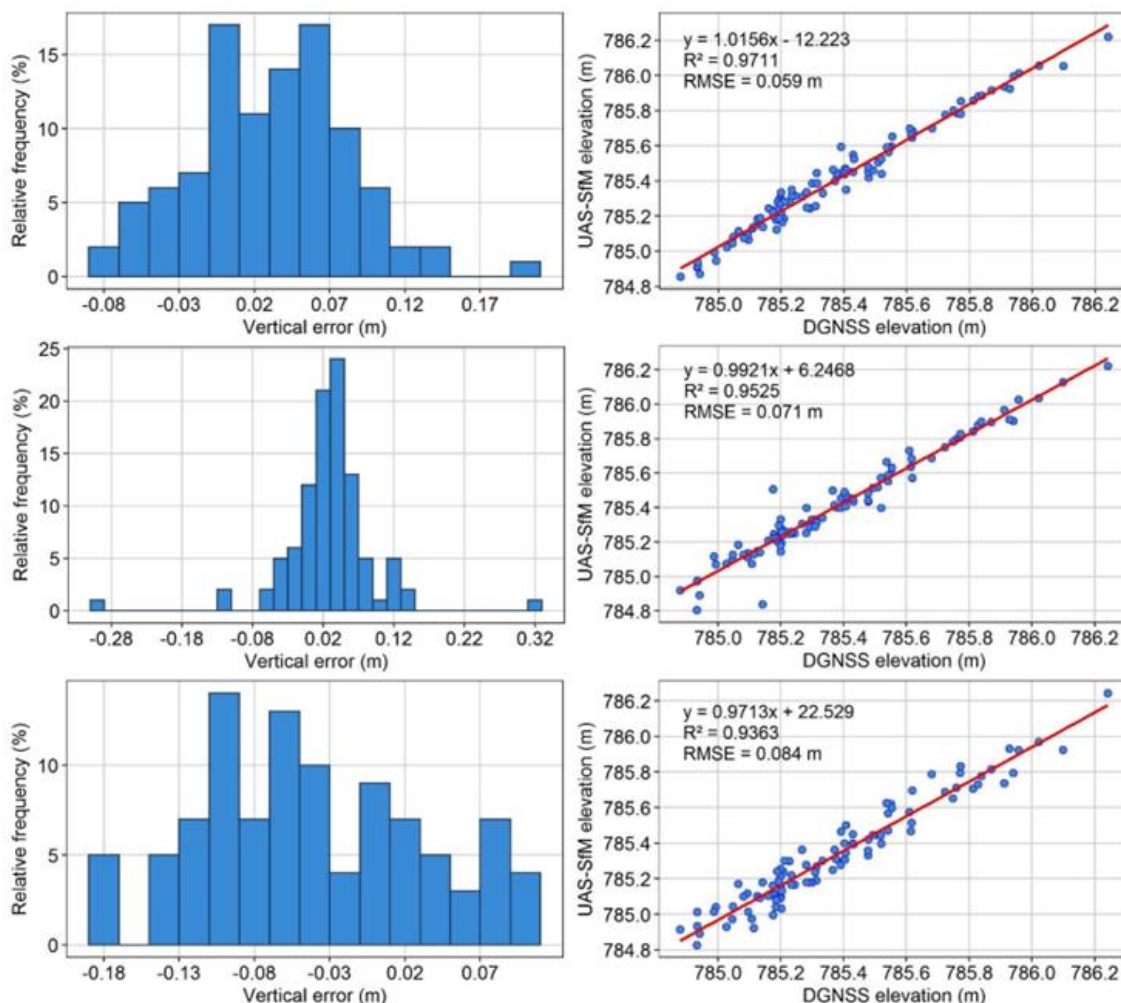 Relative frequency (%)
15
10
5
0
-0.08 -0.03 0.02 0.07 0.12 0.17
Vertical error (m)
y = 1.0156x - 12.223
R² = 0.9711
RMSE = 0.059 m
UAS-SfM elevation (m)
786.2
786.0
785.8
785.6
785.4
785.2
785.0
784.8
785.0 785.2 785.4 785.6 785.8 786.0 786.2
DGNSS elevation (m)
Relative frequency (%)
25
20
15
10
5
0
-0.28 -0.18 -0.08 0.02 0.12 0.22 0.32
Vertical error (m)
y = 0.9921x + 6.2468
R² = 0.9525
RMSE = 0.071 m
UAS-SfM elevation (m)
786.2
786.0
785.8
785.6
785.4
785.2
785.0
784.8
785.0 785.2 785.4 785.6 785.8 786.0 786.2
DGNSS elevation (m)
Relative frequency (%)
10
5
0
-0.18 -0.13 -0.08 -0.03 0.02 0.07
Vertical error (m)
y = 0.9713x + 22.529
R² = 0.9363
RMSE = 0.084 m
UAS-SfM elevation (m)
786.2
786.0
785.8
785.6
785.4
785.2
785.0
784.8
785.0 785.2 785.4 785.6 785.8 786.0 786.2
DGNSS elevation (m)